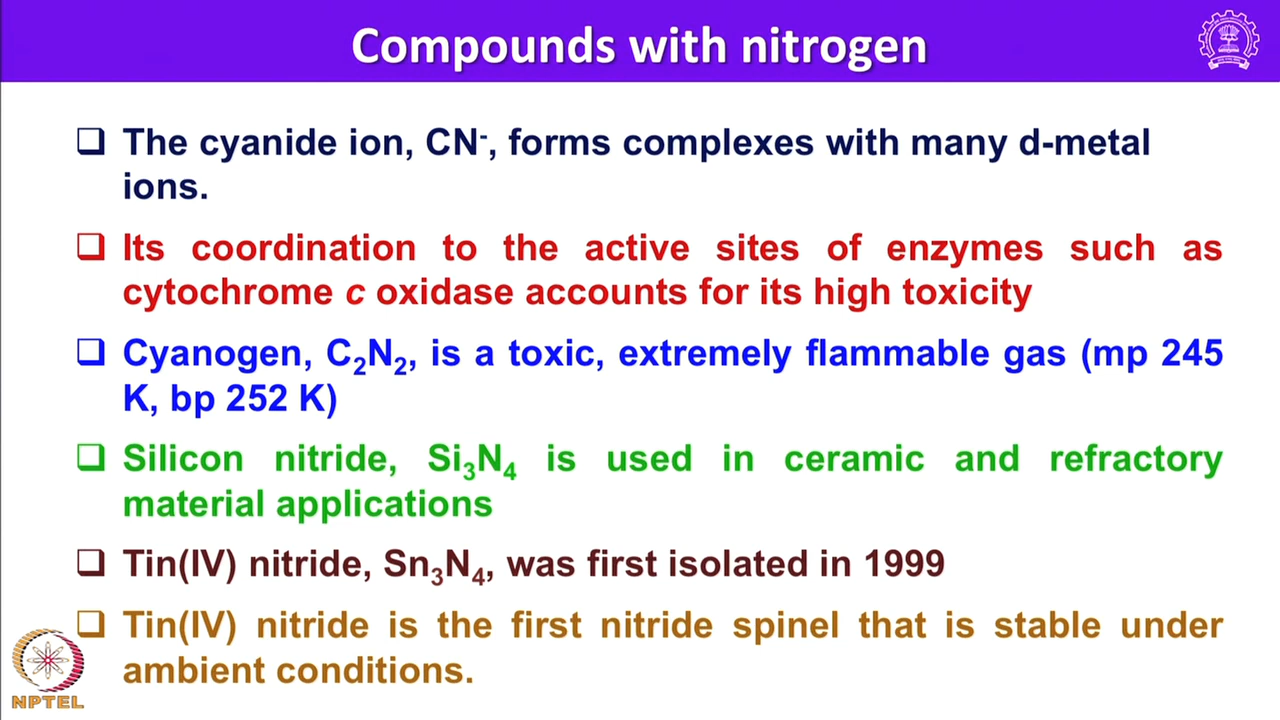 Compounds with nitrogen
❑ The cyanide ion, CN⁻, forms complexes with many d-metal
ions.
❑ Its coordination to the active sites of enzymes such as
cytochrome c oxidase accounts for its high toxicity
❑ Cyanogen, C₂N₂, is a toxic, extremely flammable gas (mp 245
K, bp 252 K)
❑ Silicon nitride, Si₃N₄ is used in ceramic and refractory
material applications
❑ Tin(IV) nitride, Sn₃N₄, was first isolated in 1999
❑ Tin(IV) nitride is the first nitride spinel that is stable under
ambient conditions.
NPTEL